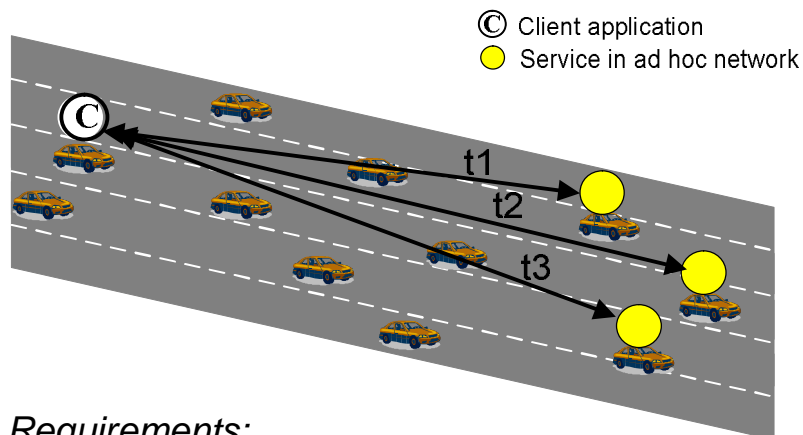 C Client application
Service in ad hoc network
C
t1
t2
t3
Requirements: